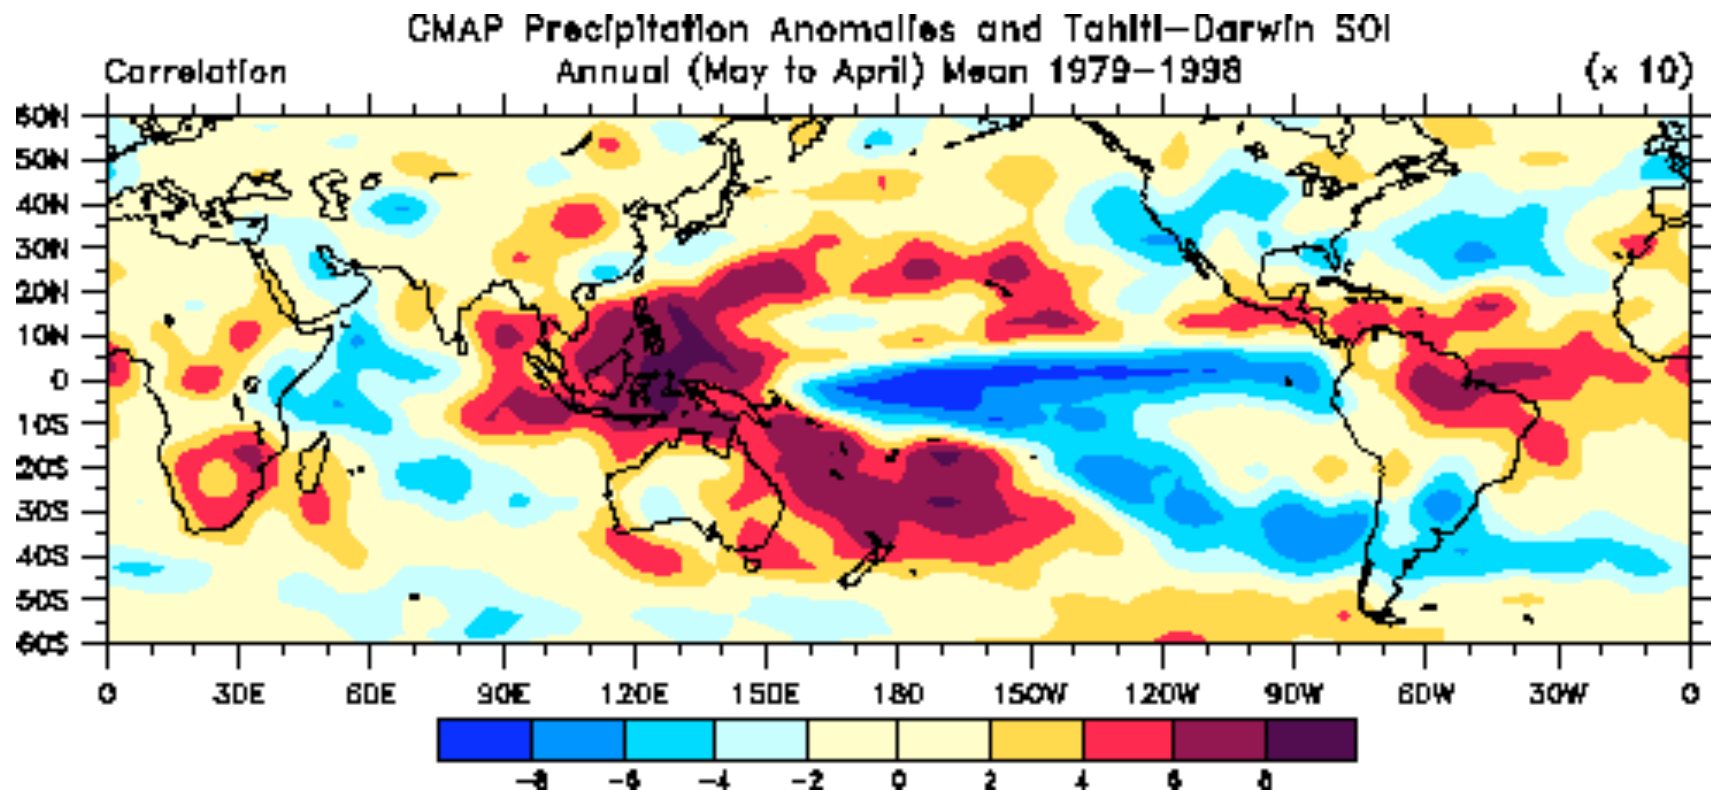 CMAP Precipitation Anomalies and Tahiti-Darwin SOI
Correlation Annual (May to April) Mean 1979-1998 (x 10)
60N
50N
40N
30N
20N
10N
0
10S
20S
30S
40S
50S
60S
0 30E 60E 90E 120E 150E 180 150W 120W 90W 60W 30W 0
-8 -6 -4 -2 0 2 4 6 8